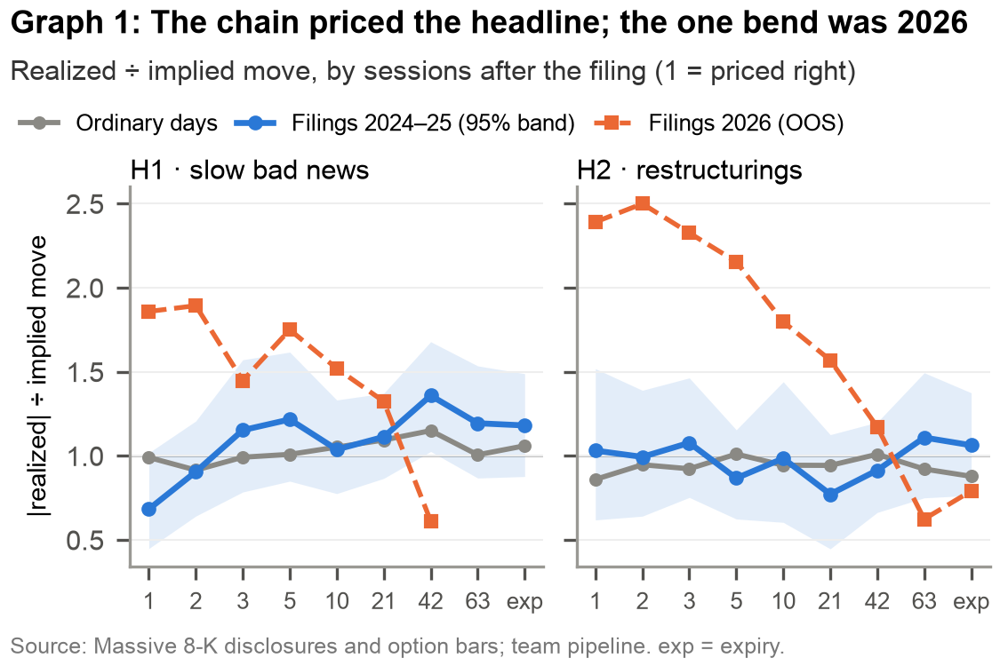 Graph 1: The chain priced the headline; the one bend was 2026
Realized ÷ implied move, by sessions after the filing (1 = priced right)
Ordinary days
Filings 2024–25 (95% band)
Filings 2026 (OOS)
H1 · slow bad news
H2 · restructurings
|realized| ÷ implied move
2.5
2.0
1.5
1.0
0.5
1 2 3 5 10 21 42 63 exp
1 2 3 5 10 21 42 63 exp
Source: Massive 8-K disclosures and option bars; team pipeline. exp = expiry.